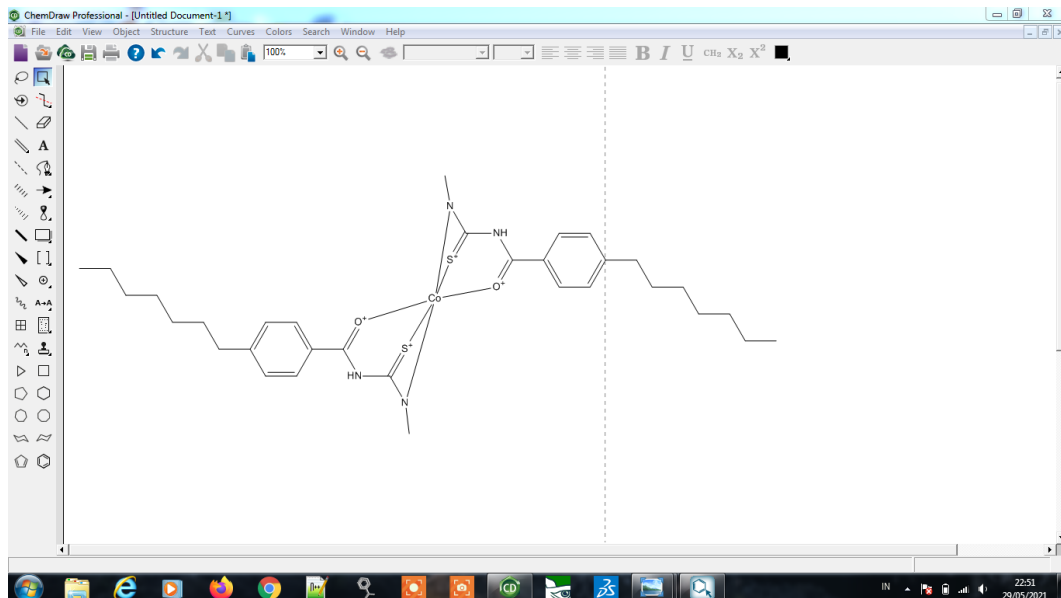 ChemDraw Professional - [Untitled Document-1 *]
File Edit View Object Structure Text Curves Colors Search Window Help
100% B I U CH₂ X₂ X²
A
A→A
N
NH
S⁺
O⁺
Co
O⁺
S⁺
HN
N
CD
IN 22:51
29/05/2021